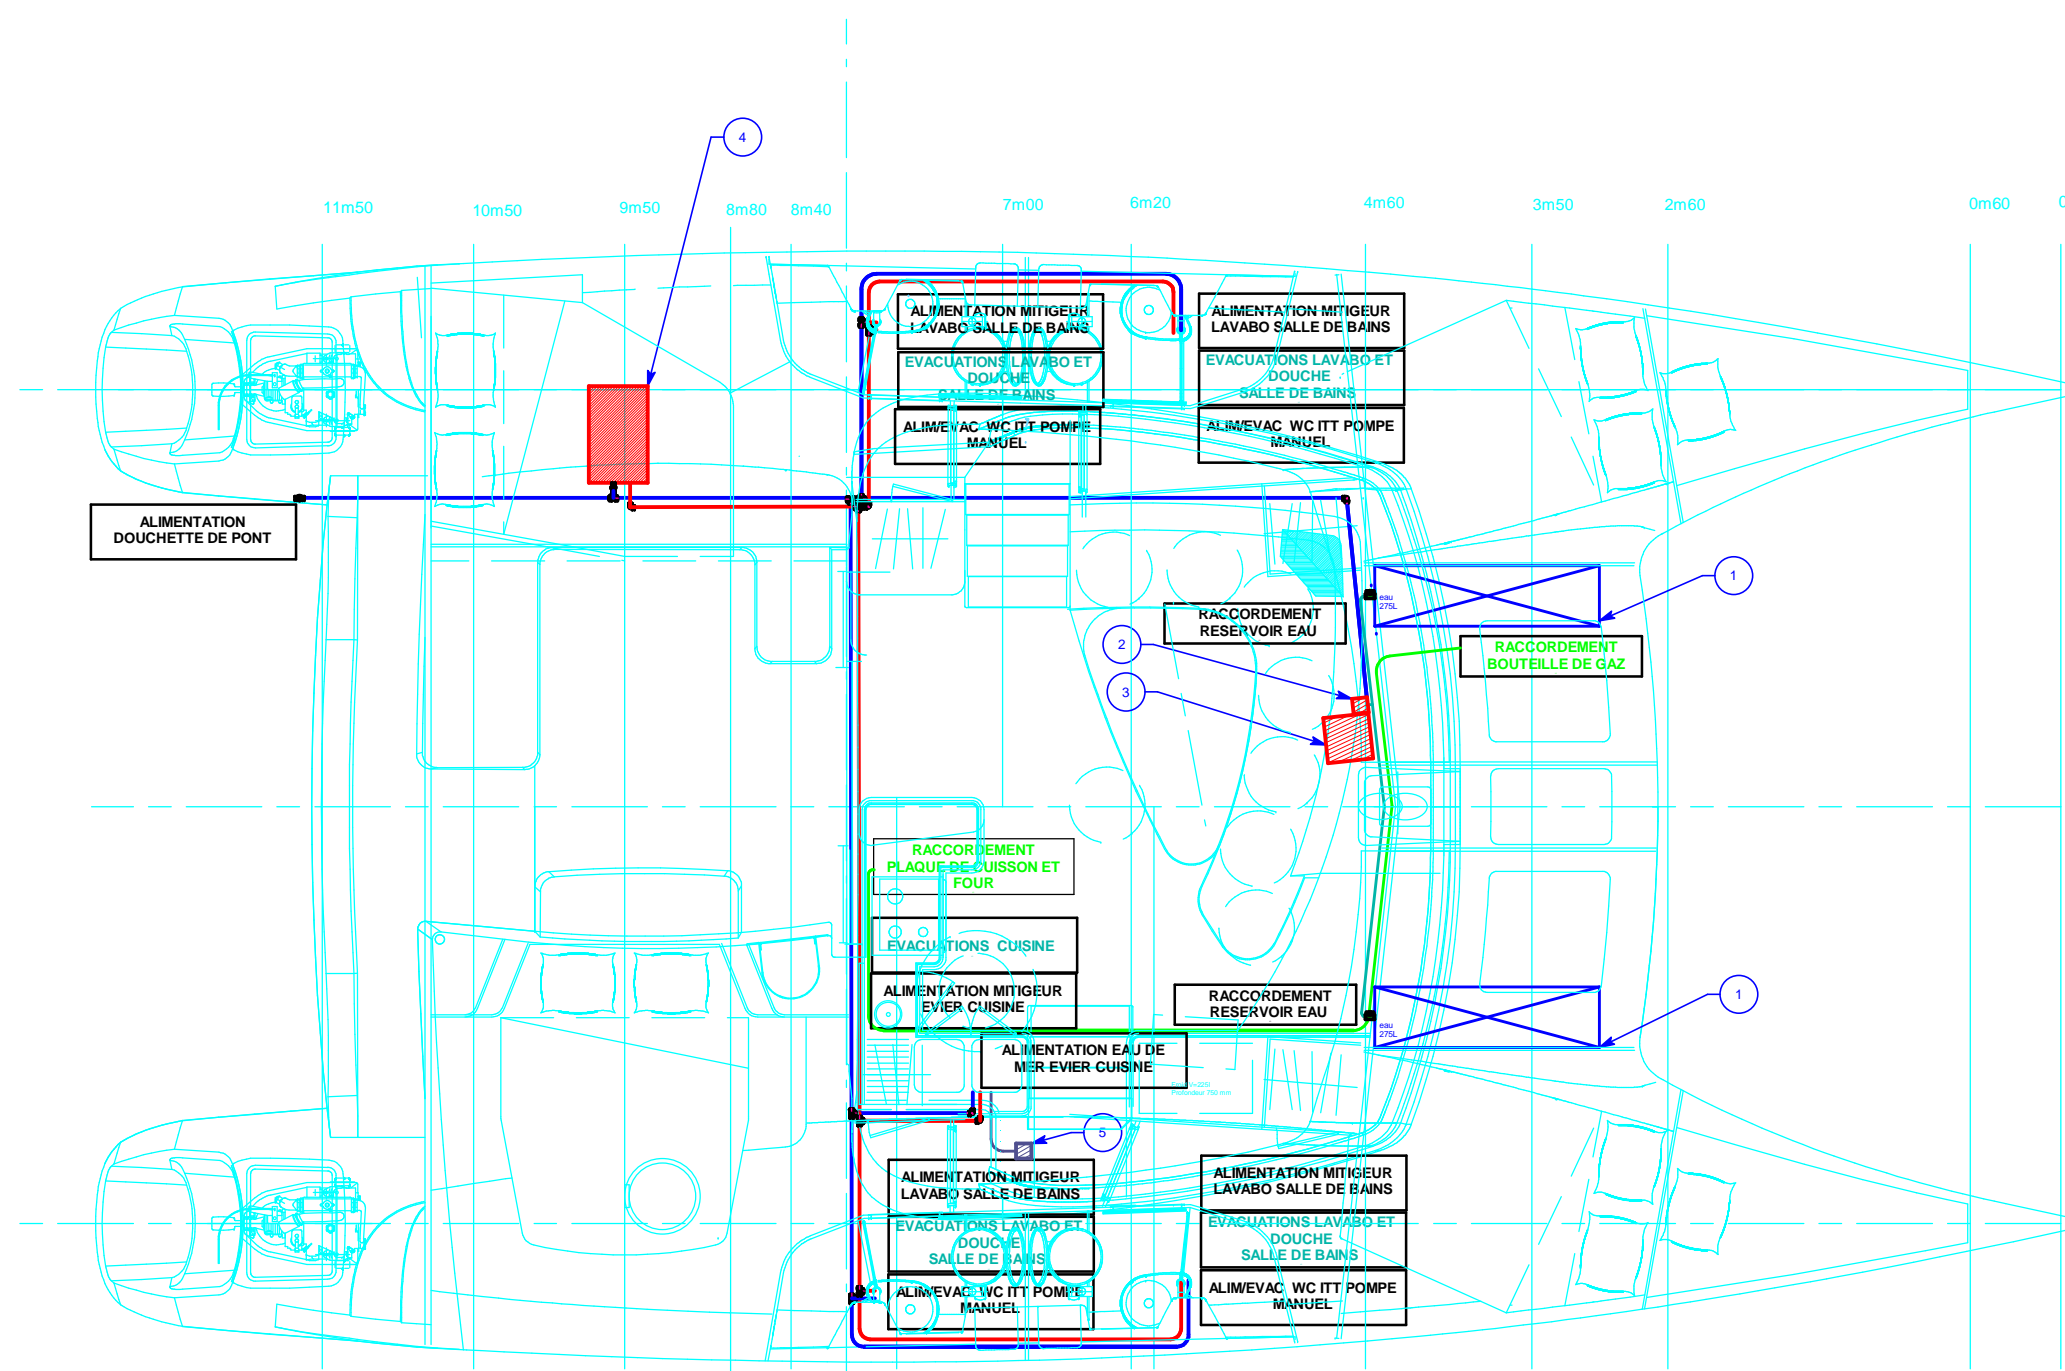 4
11m50
10m50
9m50
8m80
8m40
7m00
6m20
4m60
3m50
2m60
0m60
0
ALIMENTATION MITIGEUR
LAVABO SALLE DE BAINS
EVACUATIONS LAVABO ET
DOUCHE
SALLE DE BAINS
ALIM/EVAC WC ITT POMPE
MANUEL
ALIMENTATION MITIGEUR
LAVABO SALLE DE BAINS
EVACUATIONS LAVABO ET
DOUCHE
SALLE DE BAINS
ALIM/EVAC WC ITT POMPE
MANUEL
ALIMENTATION
DOUCHETTE DE PONT
1
eau
275L
RACCORDEMENT
RESERVOIR EAU
2
RACCORDEMENT
BOUTEILLE DE GAZ
3
RACCORDEMENT
PLAQUE DE CUISSON ET
FOUR
EVACUATIONS CUISINE
ALIMENTATION MITIGEUR
EVIER CUISINE
RACCORDEMENT
RESERVOIR EAU
1
eau
275L
ALIMENTATION EAU DE
MER EVIER CUISINE
Profondeur 750 mm
5
ALIMENTATION MITIGEUR
LAVABO SALLE DE BAINS
EVACUATIONS LAVABO ET
DOUCHE
SALLE DE BAINS
ALIM/EVAC WC ITT POMPE
MANUEL
ALIMENTATION MITIGEUR
LAVABO SALLE DE BAINS
EVACUATIONS LAVABO ET
DOUCHE
SALLE DE BAINS
ALIM/EVAC WC ITT POMPE
MANUEL